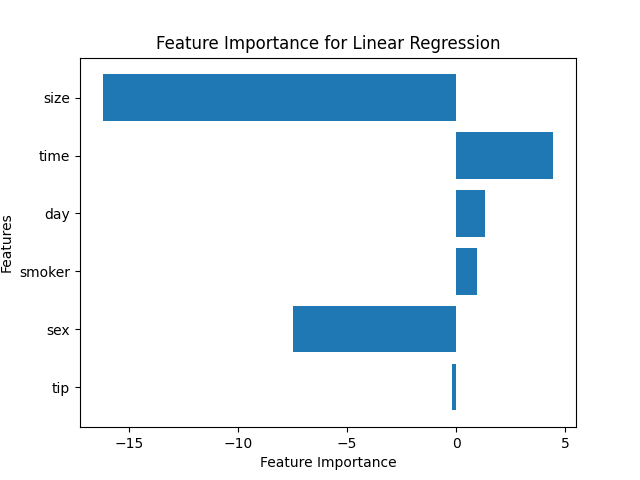 Feature Importance for Linear Regression
size
time
day
smoker
sex
tip
Features
−15
−10
−5
0
5
Feature Importance